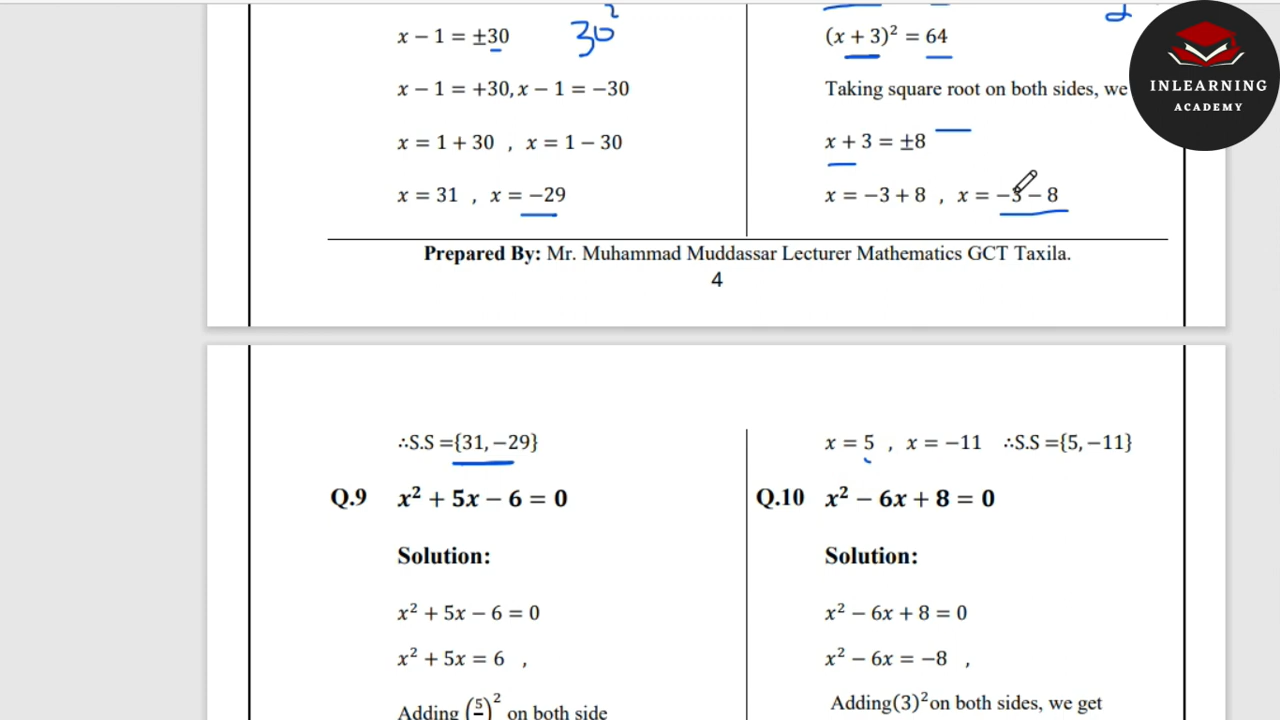 x − 1 = ±30
30²
x − 1 = +30, x − 1 = −30
x = 1 + 30 , x = 1 − 30
x = 31 , x = −29
(x + 3)² = 64
Taking square root on both sides, we
x + 3 = ±8
x = −3 + 8 , x = −3 − 8
INLEARNING
ACADEMY
Prepared By: Mr. Muhammad Muddassar Lecturer Mathematics GCT Taxila.
4
∴S.S ={31, −29}
Q.9 x² + 5x − 6 = 0
Solution:
x² + 5x − 6 = 0
x² + 5x = 6 ,
Adding (5/)² on both side
x = 5 , x = −11 ∴S.S ={5, −11}
Q.10 x² − 6x + 8 = 0
Solution:
x² − 6x + 8 = 0
x² − 6x = −8 ,
Adding(3)²on both sides, we get